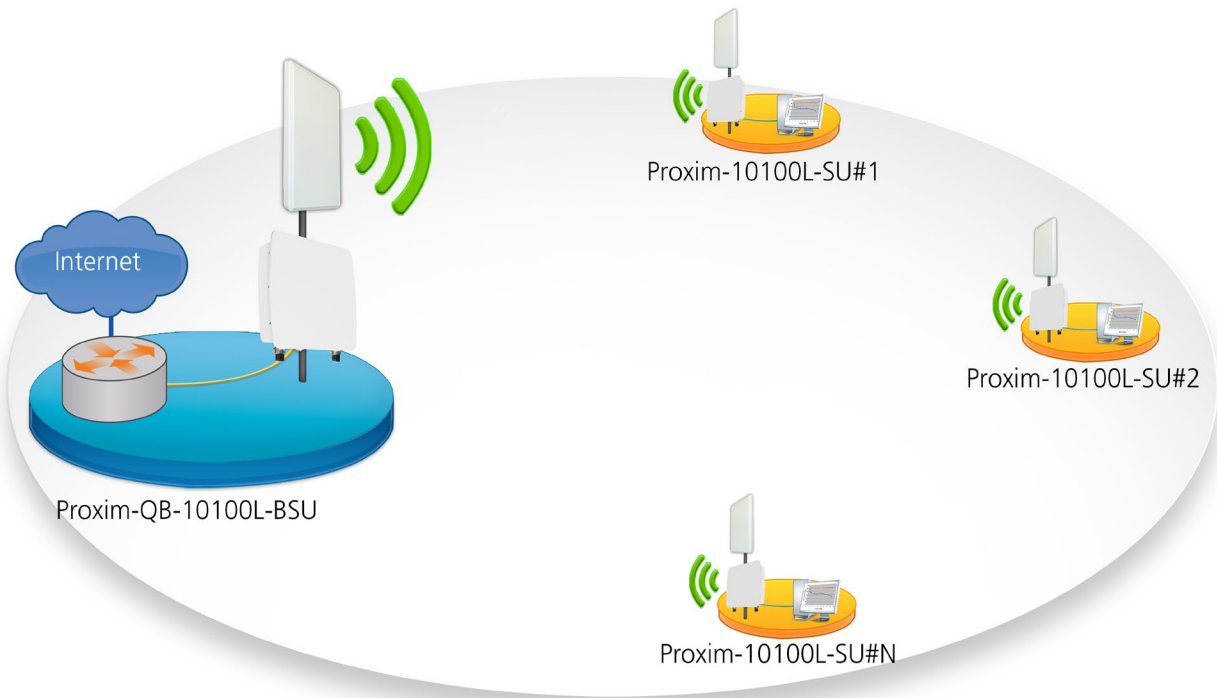 Proxim-10100L-SU#1
Internet
Proxim-10100L-SU#2
Proxim-QB-10100L-BSU
Proxim-10100L-SU#N